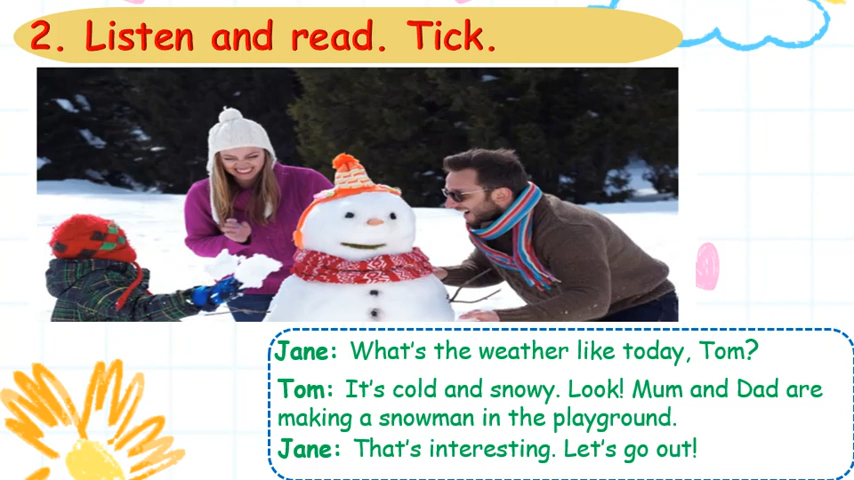 2. Listen and read. Tick.
Jane: What's the weather like today, Tom?
Tom: It's cold and snowy. Look! Mum and Dad are
making a snowman in the playground.
Jane: That's interesting. Let's go out!